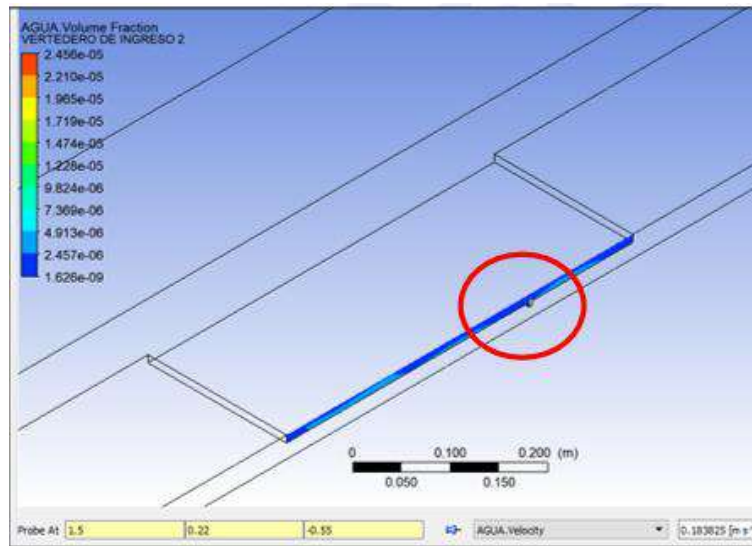 AGUA.Volume Fraction
VERTEDERO DE INGRESO 2
2.456e-05
2.210e-05
1.965e-05
1.719e-05
1.474e-05
1.228e-05
9.824e-06
7.369e-06
4.913e-06
2.457e-06
1.626e-09
0 0.100 0.200 (m)
0.050 0.150
Probe At 1.5 0.22 -0.55 AGUA.Velocity 0.183825 [m s^